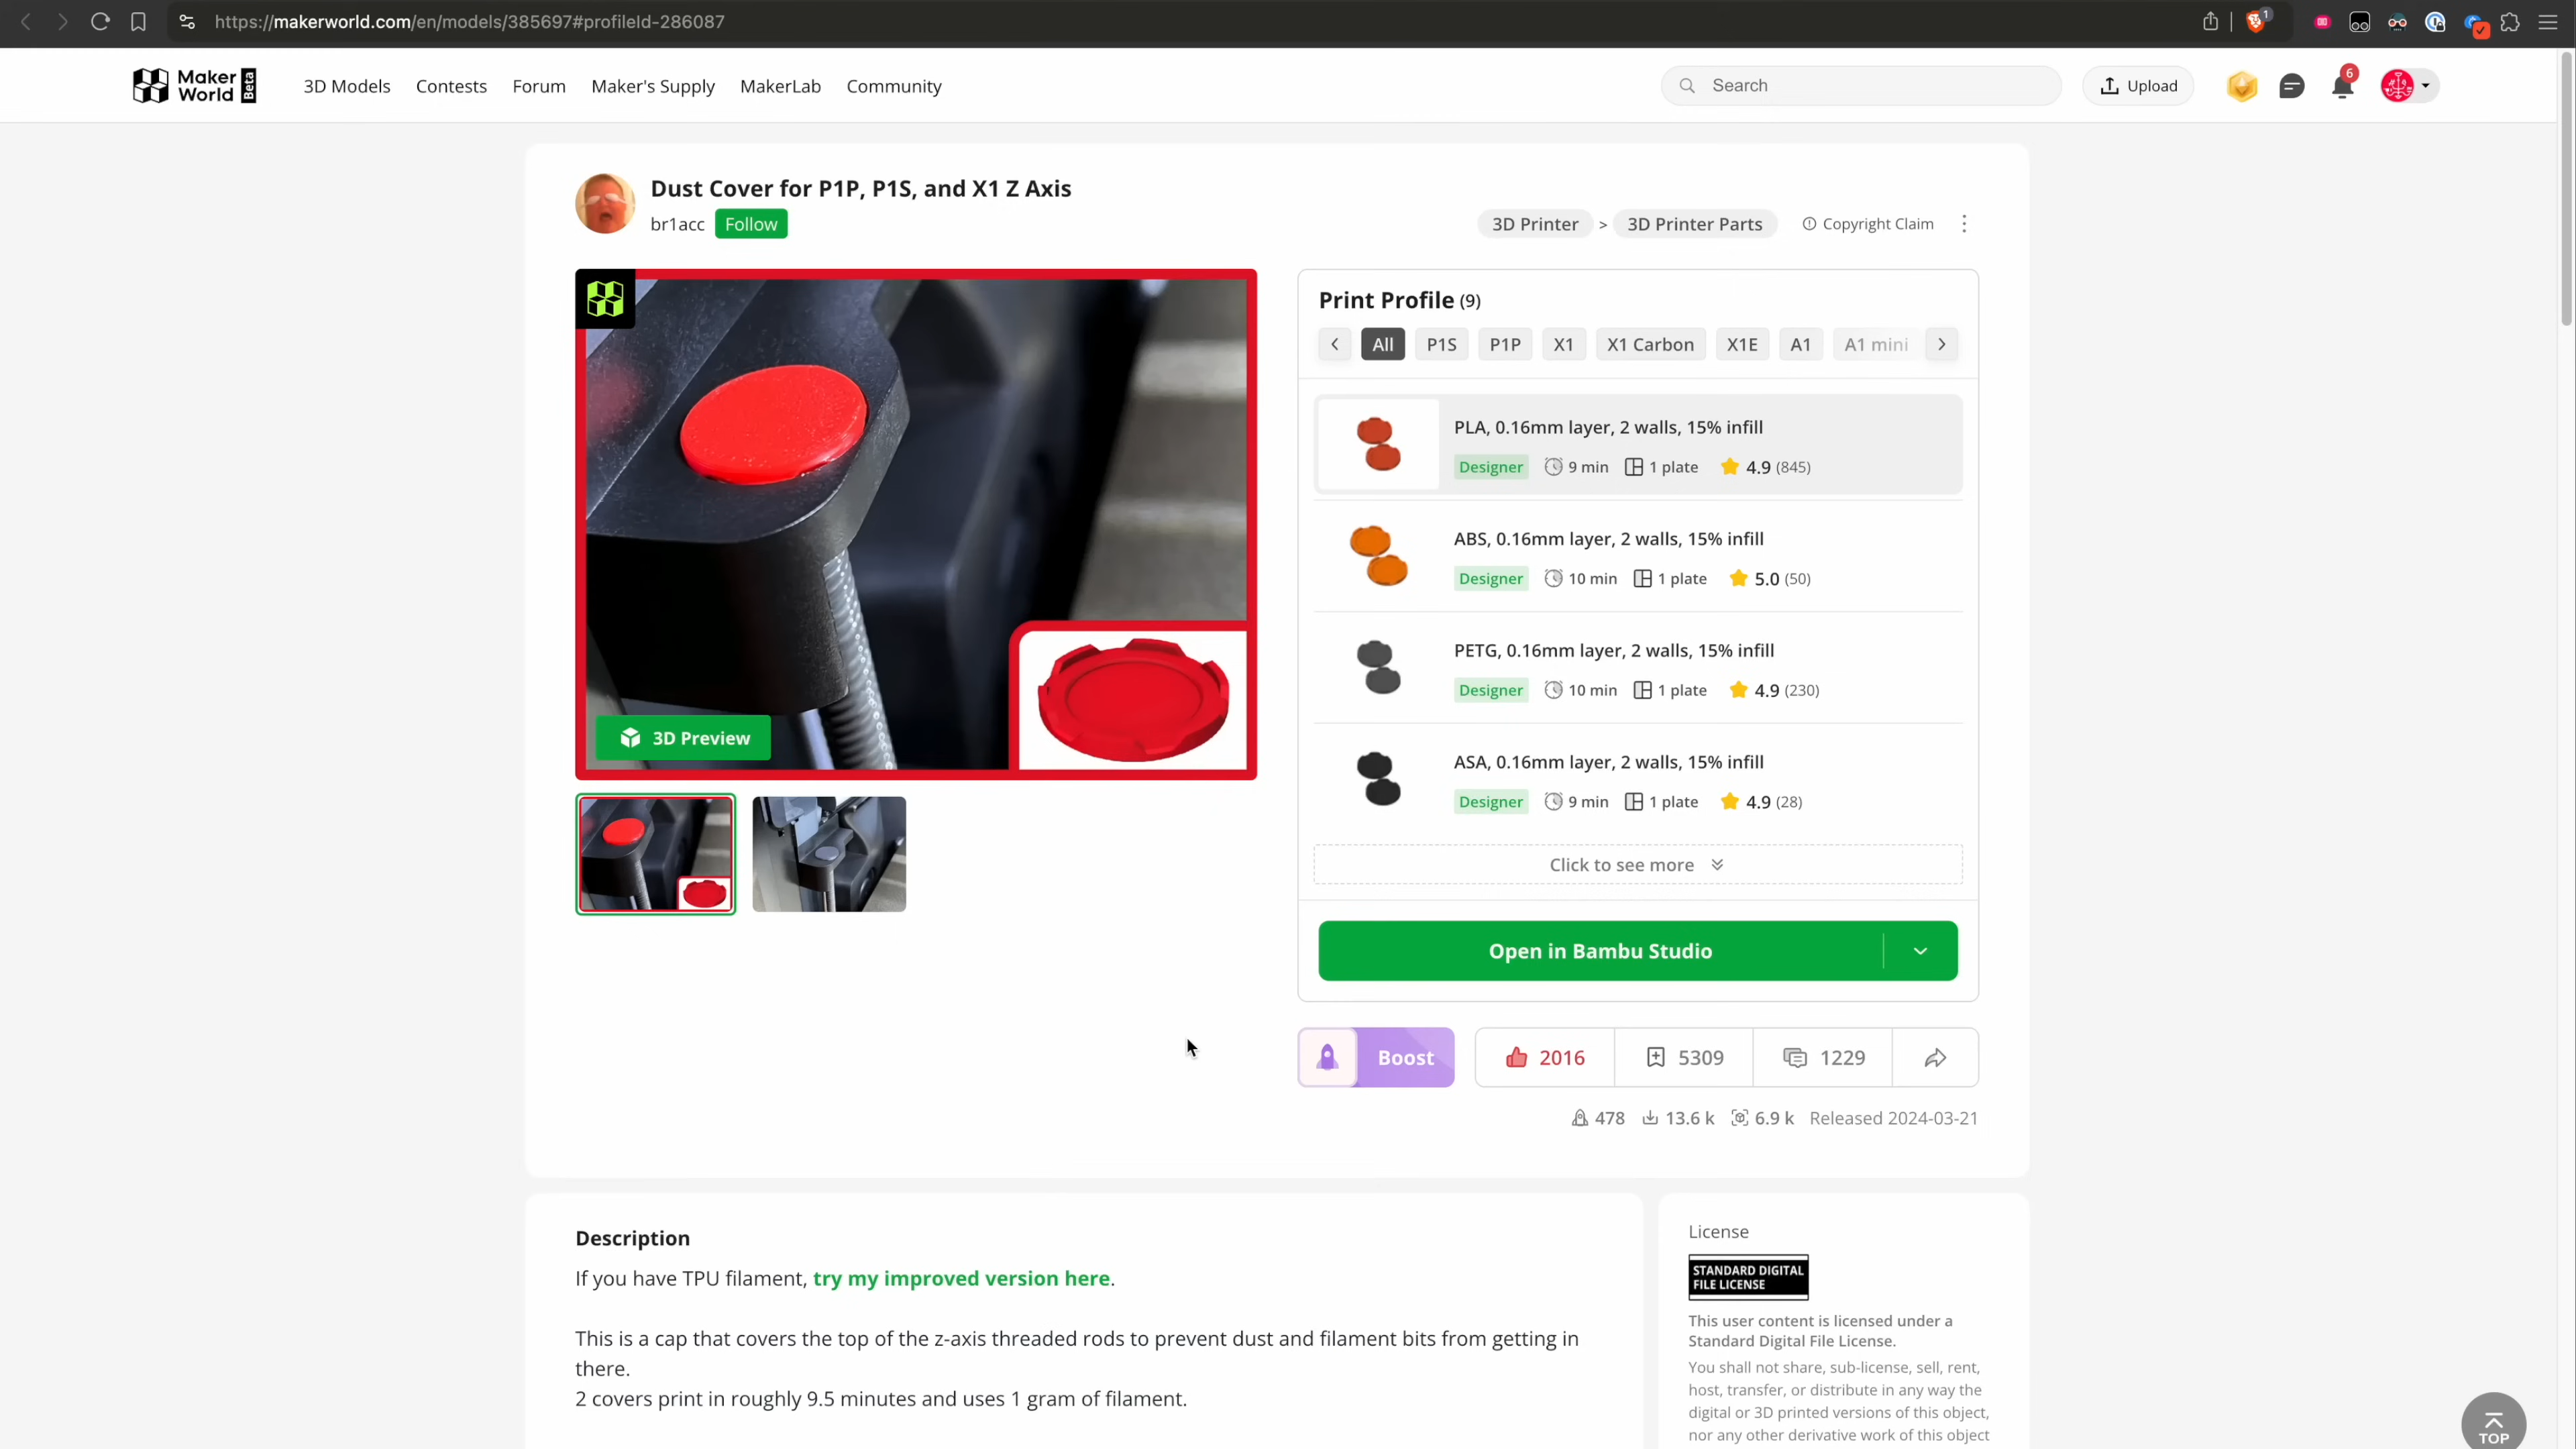 https://makerworld.com/en/models/385697#profileId-286087
1
Maker
World
Beta
3D Models
Contests
Forum
Maker's Supply
MakerLab
Community
Search
Upload
6
Dust Cover for P1P, P1S, and X1 Z Axis
br1acc
Follow
3D Printer > 3D Printer Parts
Copyright Claim
3D Preview
Print Profile (9)
All
P1S
P1P
X1
X1 Carbon
X1E
A1
A1 mini
PLA, 0.16mm layer, 2 walls, 15% infill
Designer 9 min 1 plate 4.9 (845)
ABS, 0.16mm layer, 2 walls, 15% infill
Designer 10 min 1 plate 5.0 (50)
PETG, 0.16mm layer, 2 walls, 15% infill
Designer 10 min 1 plate 4.9 (230)
ASA, 0.16mm layer, 2 walls, 15% infill
Designer 9 min 1 plate 4.9 (28)
Click to see more
Open in Bambu Studio
Boost
2016
5309
1229
478 13.6 k 6.9 k Released 2024-03-21
Description
If you have TPU filament, try my improved version here.
This is a cap that covers the top of the z-axis threaded rods to prevent dust and filament bits from getting in
there.
2 covers print in roughly 9.5 minutes and uses 1 gram of filament.
License
STANDARD DIGITAL
FILE LICENSE
This user content is licensed under a
Standard Digital File License.
You shall not share, sub-license, sell, rent,
host, transfer, or distribute in any way the
digital or 3D printed versions of this object,
nor any other derivative work of this object
TOP